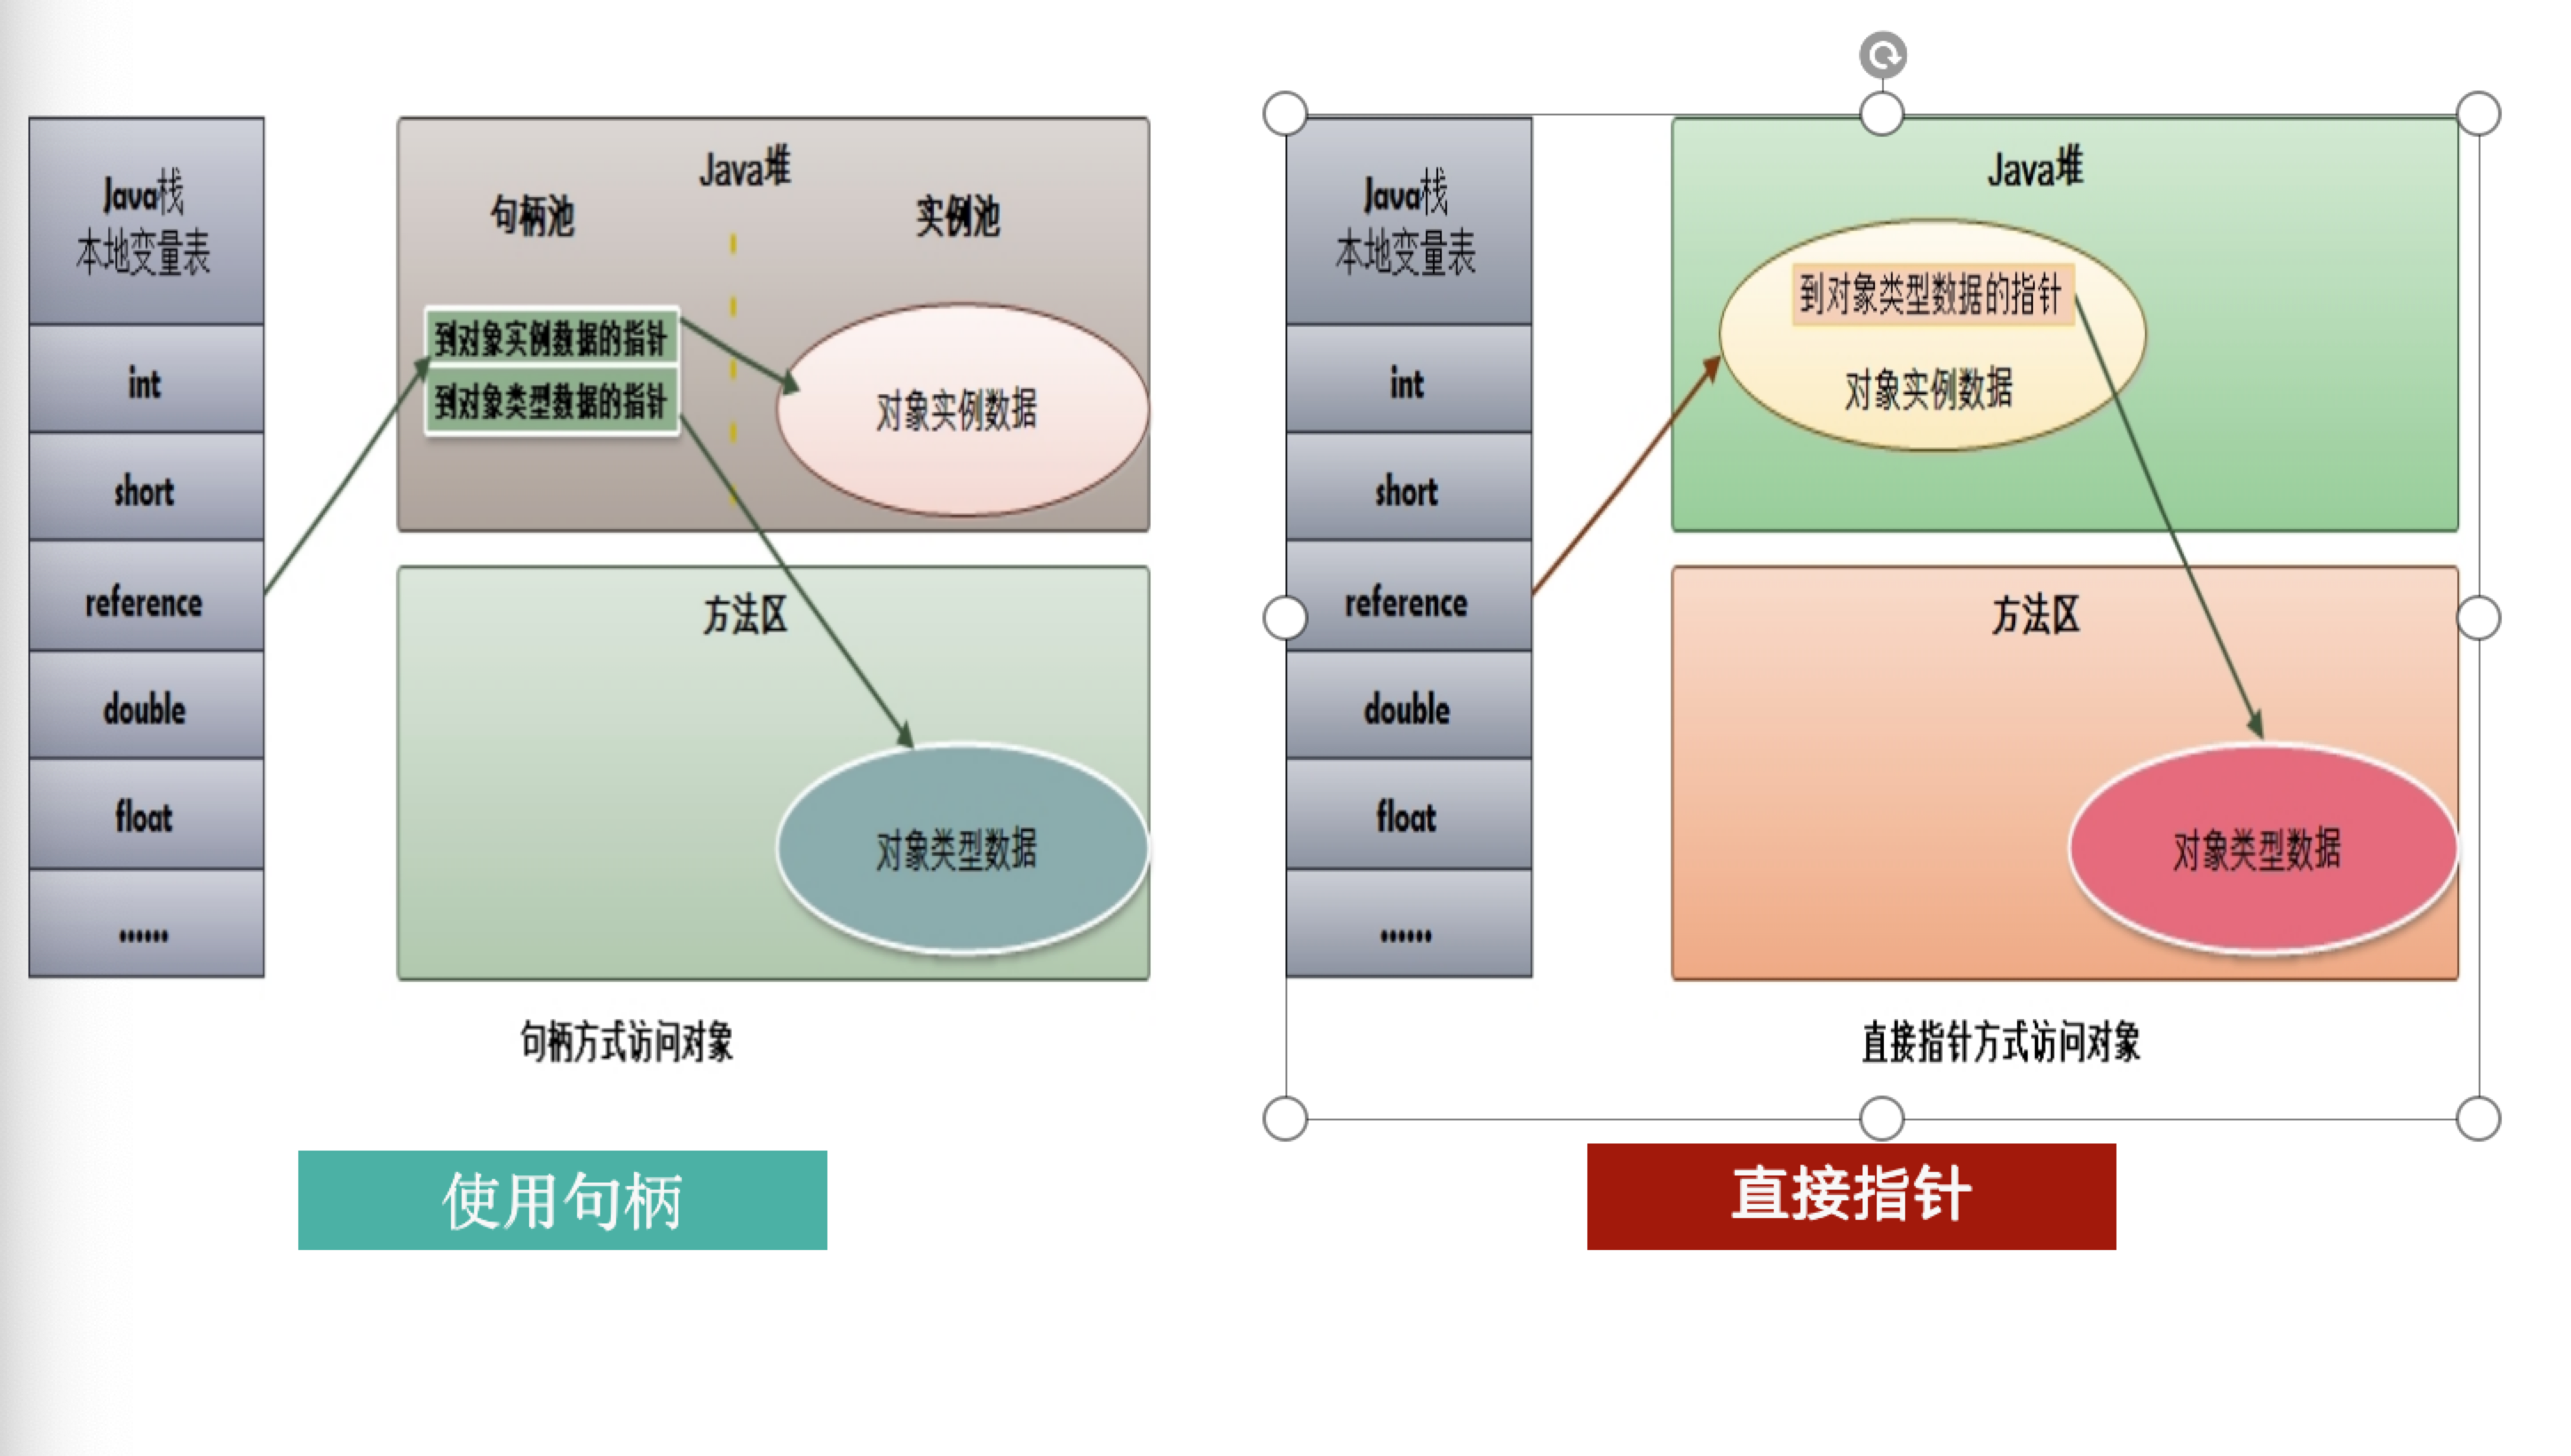 Java栈
本地变量表
int
short
reference
double
float
……
Java堆
句柄池
实例池
到对象实例数据的指针
到对象类型数据的指针
对象实例数据
方法区
对象类型数据
句柄方式访问对象
使用句柄
Java栈
本地变量表
int
short
reference
double
float
……
Java堆
到对象类型数据的指针
对象实例数据
方法区
对象类型数据
直接指针方式访问对象
直接指针